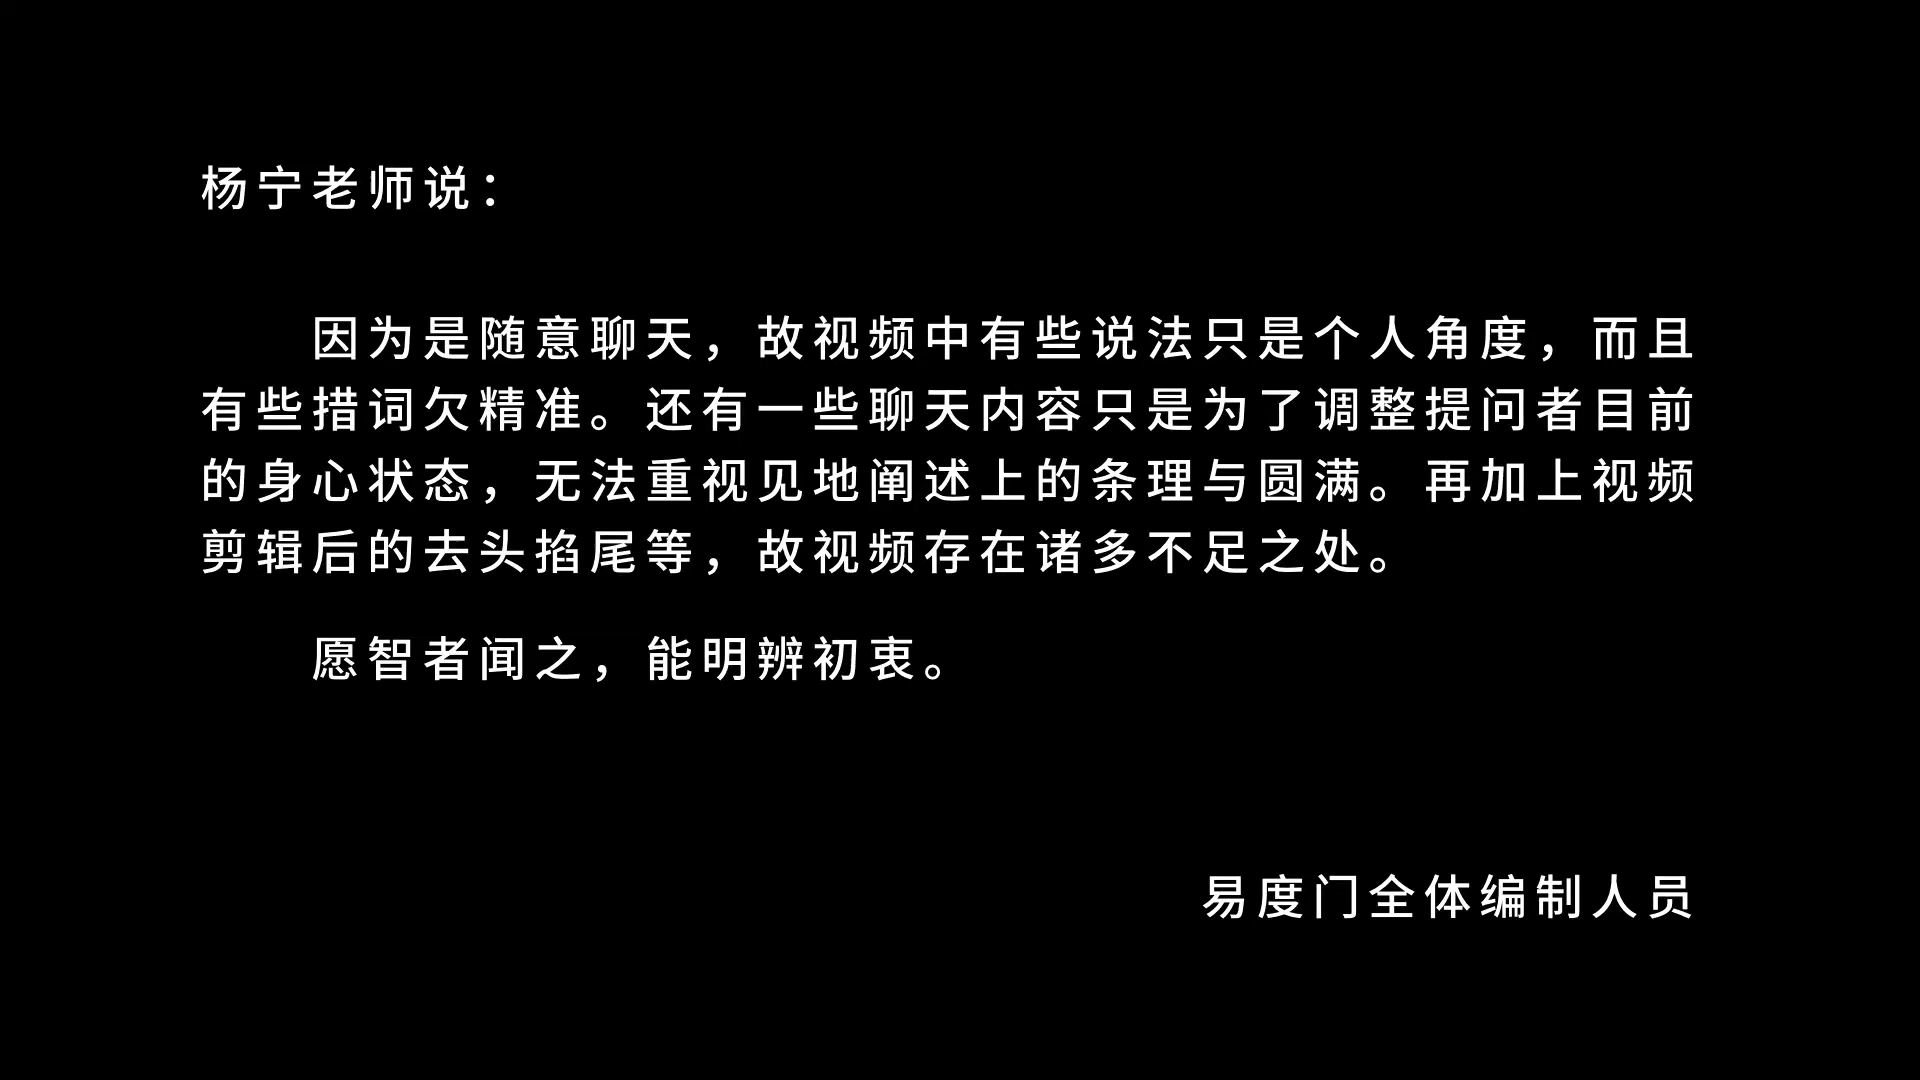 杨宁老师说：
因为是随意聊天，故视频中有些说法只是个人角度，而且
有些措词欠精准。还有一些聊天内容只是为了调整提问者目前
的身心状态，无法重视见地阐述上的条理与圆满。再加上视频
剪辑后的去头掐尾等，故视频存在诸多不足之处。
愿智者闻之，能明辨初衷。
易度门全体编制人员